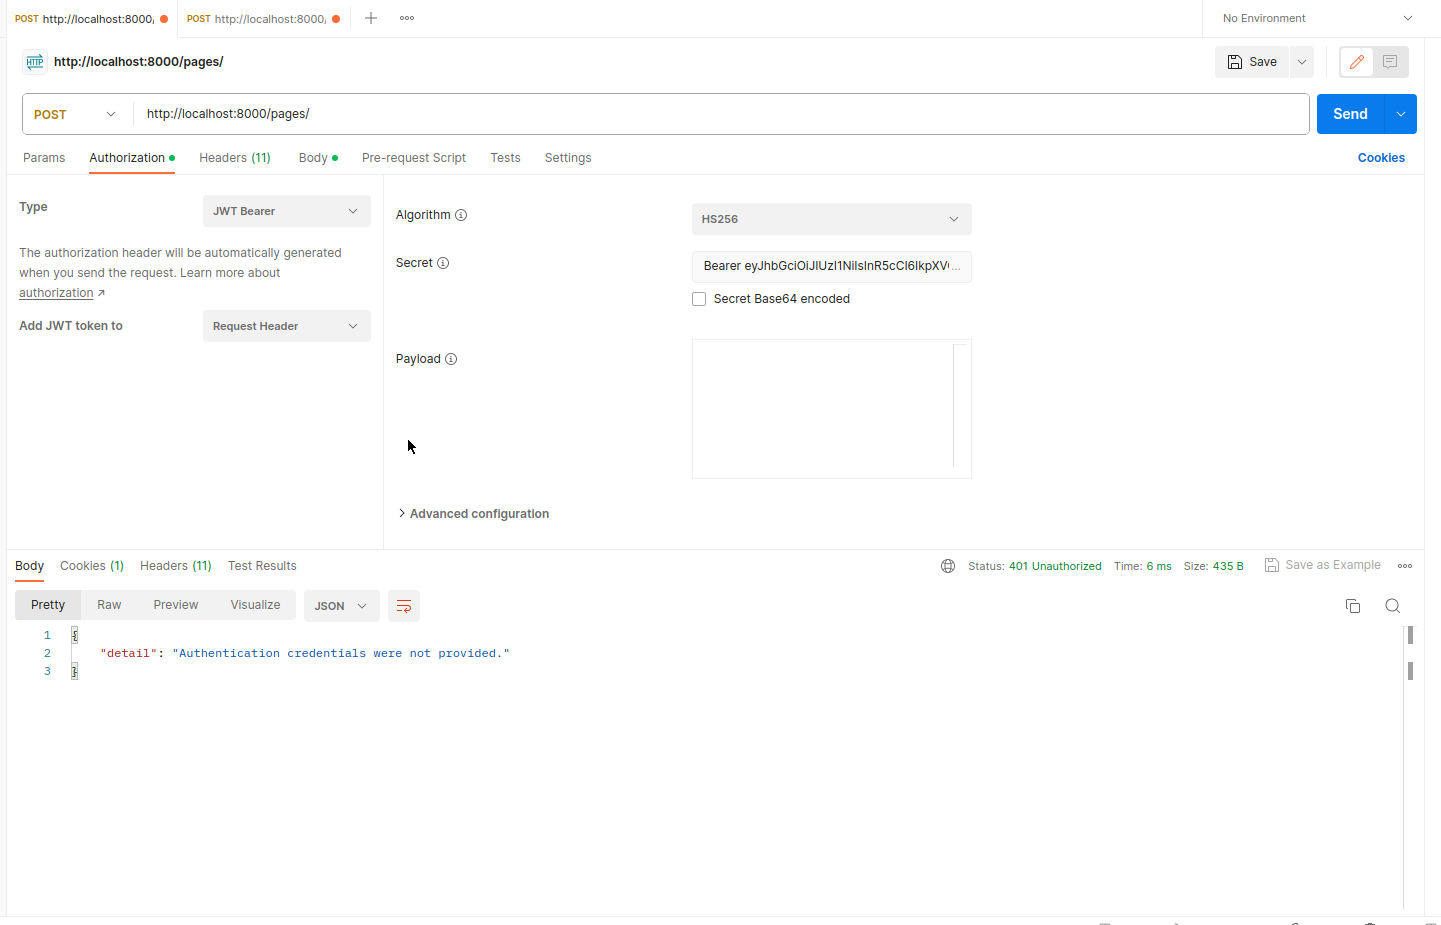 POST http://localhost:8000,
POST http://localhost:8000,
No Environment
HTTP http://localhost:8000/pages/
Save
POST
http://localhost:8000/pages/
Send
Params
Authorization
Headers (11)
Body
Pre-request Script
Tests
Settings
Cookies
Type
JWT Bearer
The authorization header will be automatically generated
when you send the request. Learn more about
authorization ↗
Add JWT token to
Request Header
Algorithm
HS256
Secret
Bearer eyJhbGciOiJIUzI1NiIsInR5cCI6IkpXV(...
Secret Base64 encoded
Payload
Advanced configuration
Body
Cookies (1)
Headers (11)
Test Results
Status: 401 Unauthorized
Time: 6 ms
Size: 435 B
Save as Example
Pretty
Raw
Preview
Visualize
JSON
1 {
2 "detail": "Authentication credentials were not provided."
3 }